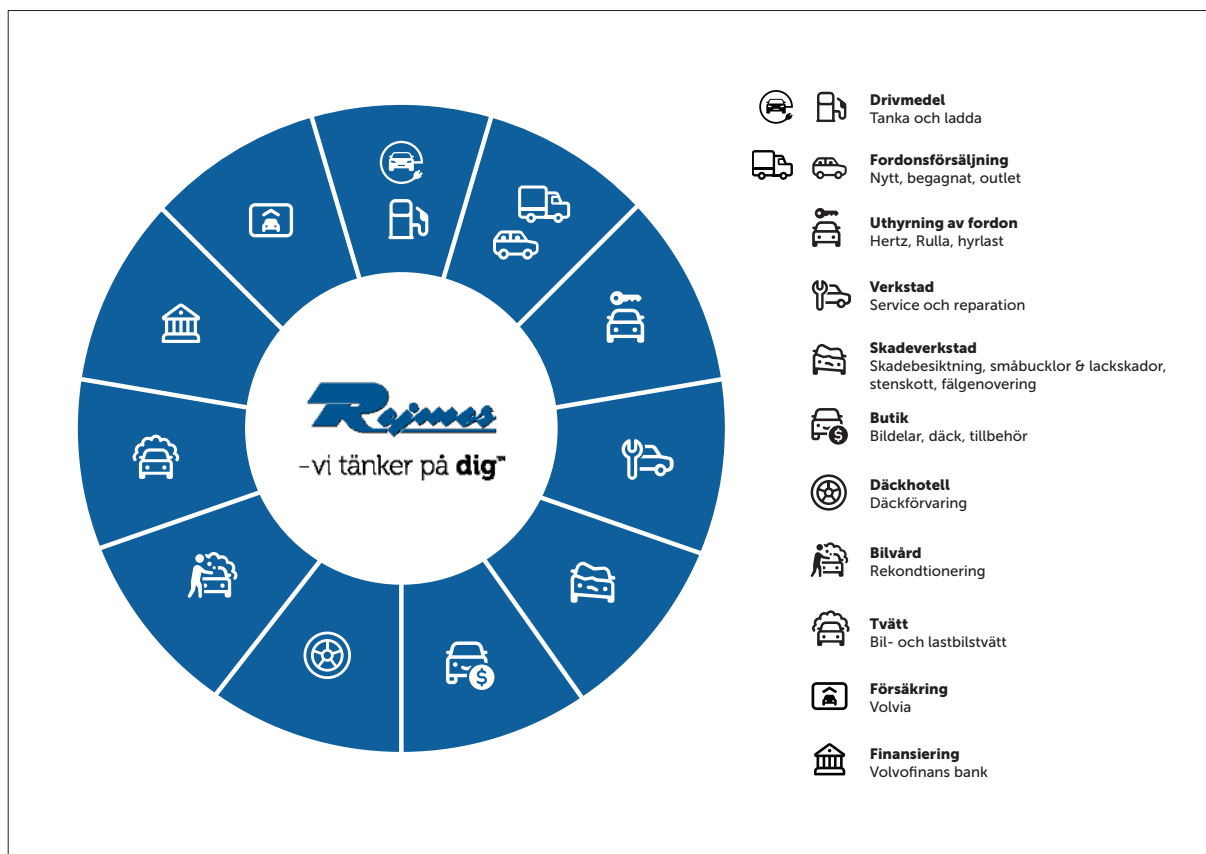 Rejmes
–vi tänker på dig™
Drivmedel
Tanka och ladda
Fordonsförsäljning
Nytt, begagnat, outlet
Uthyrning av fordon
Hertz, Rulla, hyrlast
Verkstad
Service och reparation
Skadeverkstad
Skadebesiktning, småbucklor & lackskador,
stenskott, fälgenovering
Butik
Bildelar, däck, tillbehör
Däckhotell
Däckförvaring
Bilvård
Rekondtionering
Tvätt
Bil- och lastbilstvätt
Försäkring
Volvia
Finansiering
Volvofinans bank